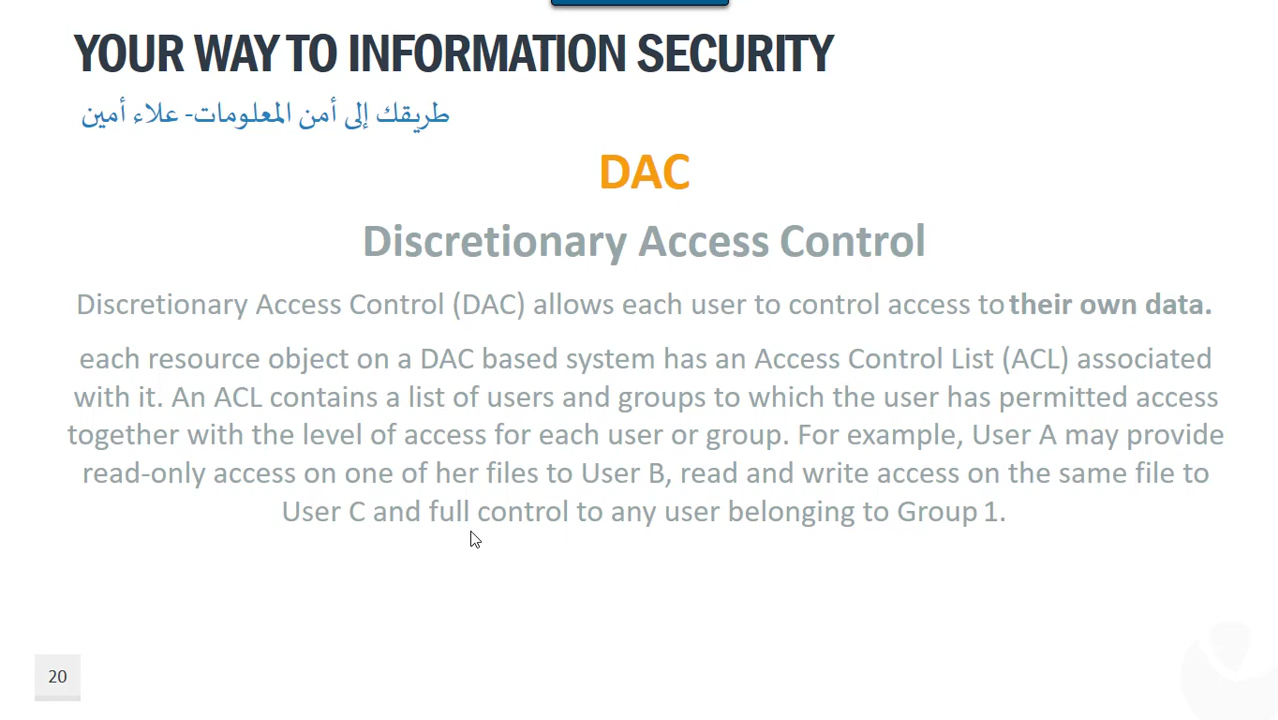 YOUR WAY TO INFORMATION SECURITY
طريقك إلى أمن المعلومات- علاء أمين
DAC
Discretionary Access Control
Discretionary Access Control (DAC) allows each user to control access to their own data.
each resource object on a DAC based system has an Access Control List (ACL) associated
with it. An ACL contains a list of users and groups to which the user has permitted access
together with the level of access for each user or group. For example, User A may provide
read-only access on one of her files to User B, read and write access on the same file to
User C and full control to any user belonging to Group 1.
20